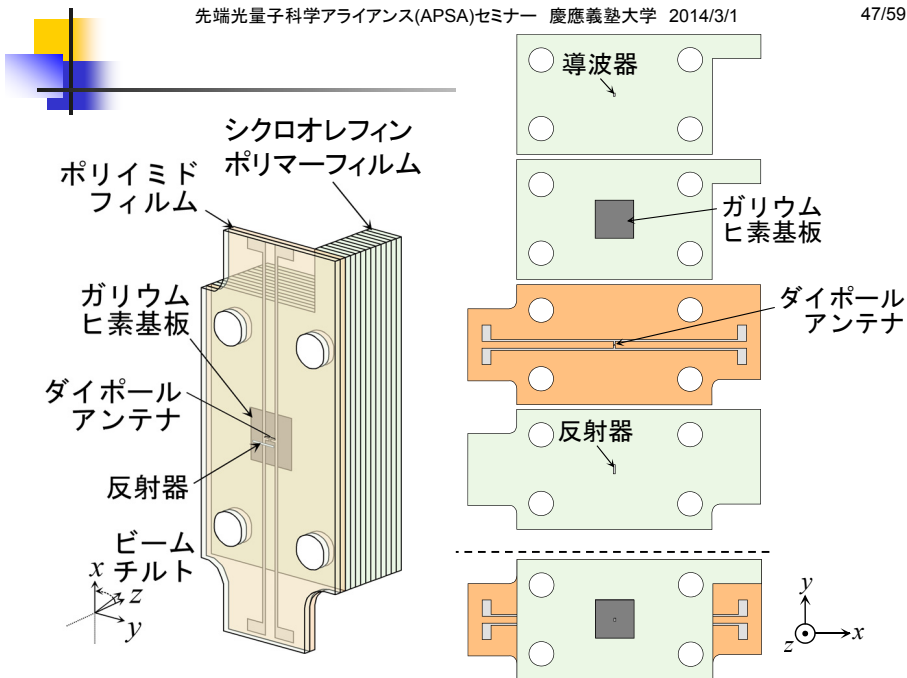 先端光量子科学アライアンス(APSA)セミナー 慶應義塾大学 2014/3/1
47/59
シクロオレフィン
ポリマーフィルム
ポリイミド
フィルム
ガリウム
ヒ素基板
ダイポール
アンテナ
反射器
ビーム
チルト
x
z
y
導波器
ガリウム
ヒ素基板
ダイポール
アンテナ
反射器
y
z
x